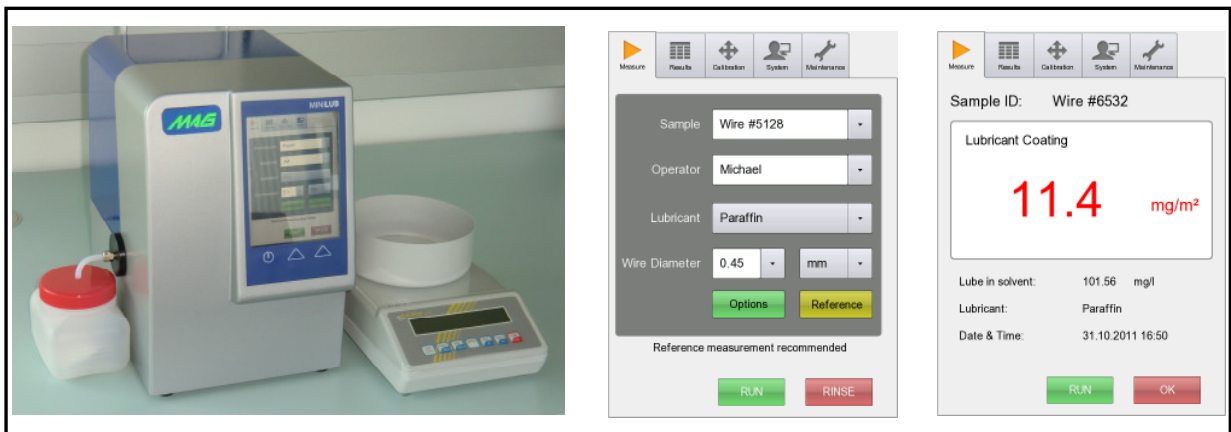 MAG
MINILUB
Measure Results Calibration System Maintenance
Sample Wire #5128
Operator Michael
Lubricant Paraffin
Wire Diameter 0.45 mm
Options Reference
Reference measurement recommended
RUN RINSE
Measure Results Calibration System Maintenance
Sample ID: Wire #6532
Lubricant Coating
11.4 mg/m²
Lube in solvent: 101.56 mg/l
Lubricant: Paraffin
Date & Time: 31.10.2011 16:50
RUN OK